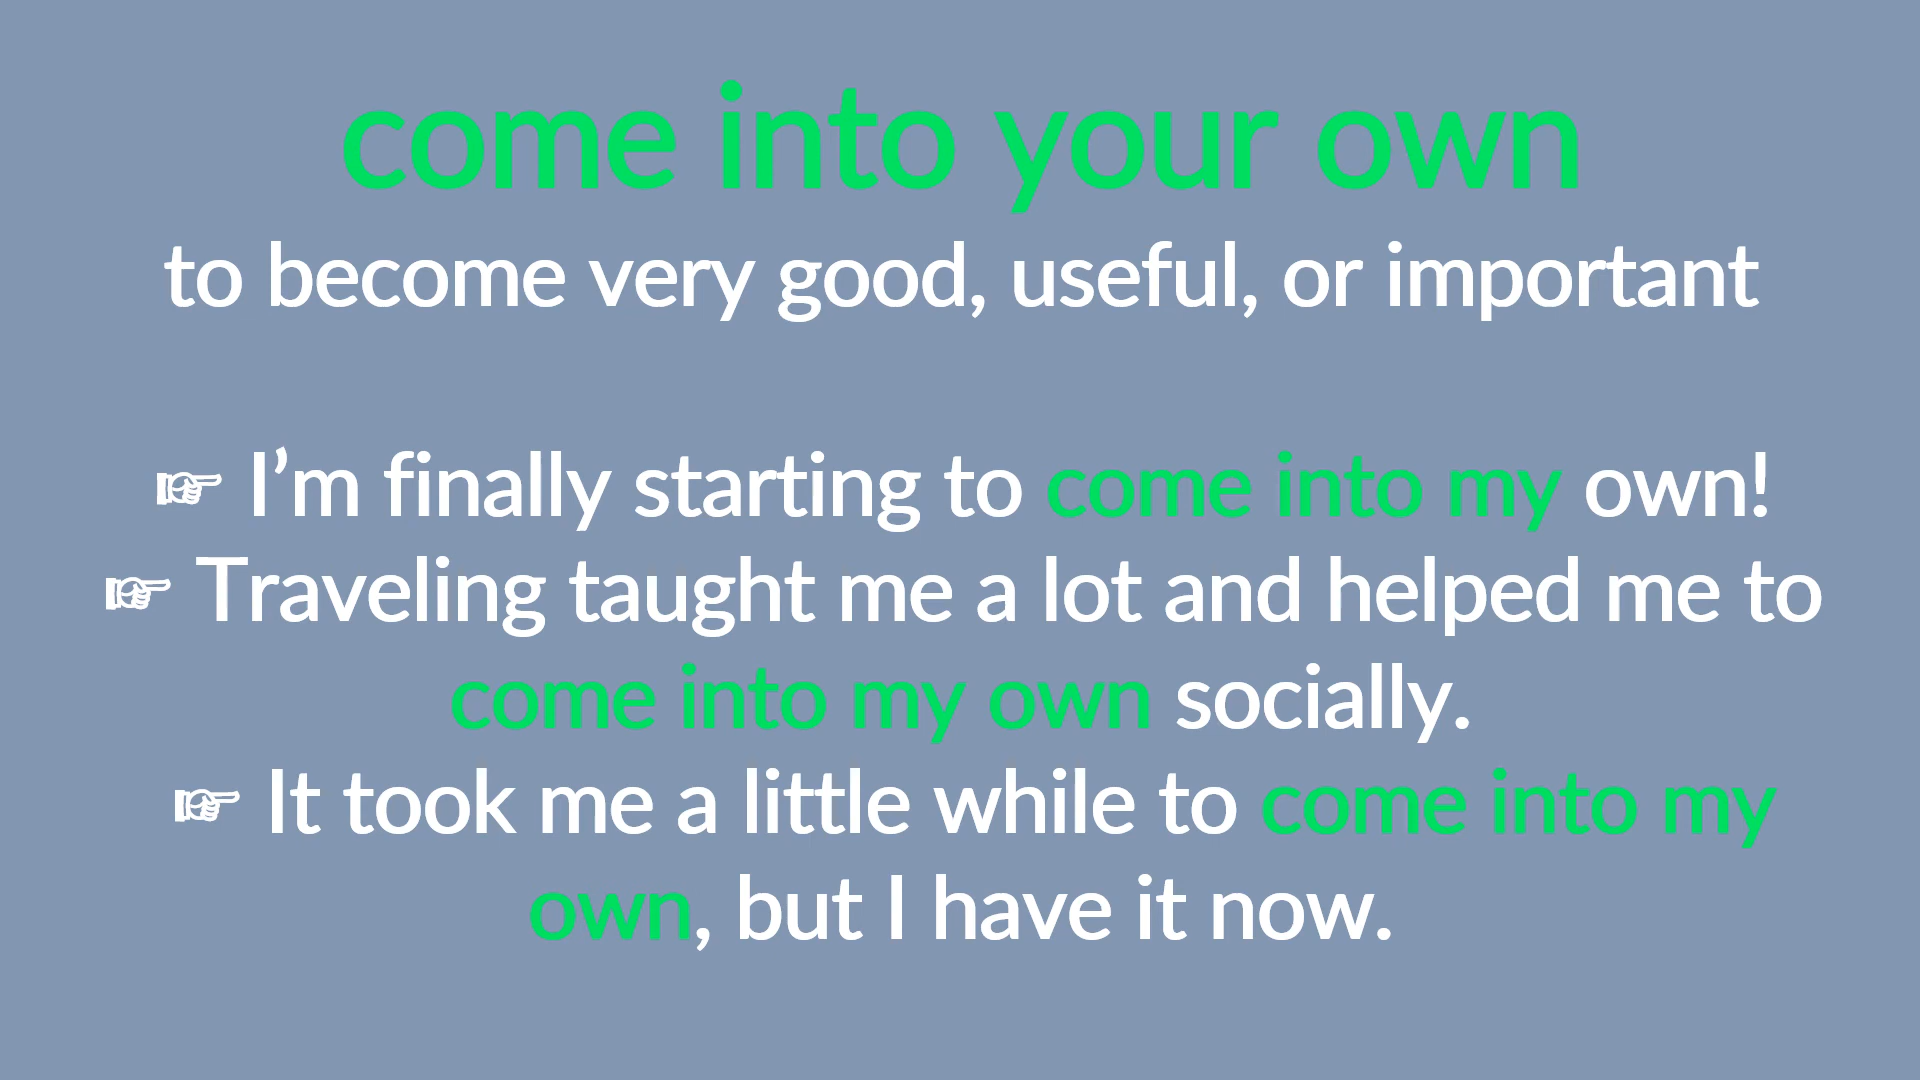 come into your own
to become very good, useful, or important
☞ I’m finally starting to come into my own!
☞ Traveling taught me a lot and helped me to
come into my own socially.
☞ It took me a little while to come into my
own, but I have it now.